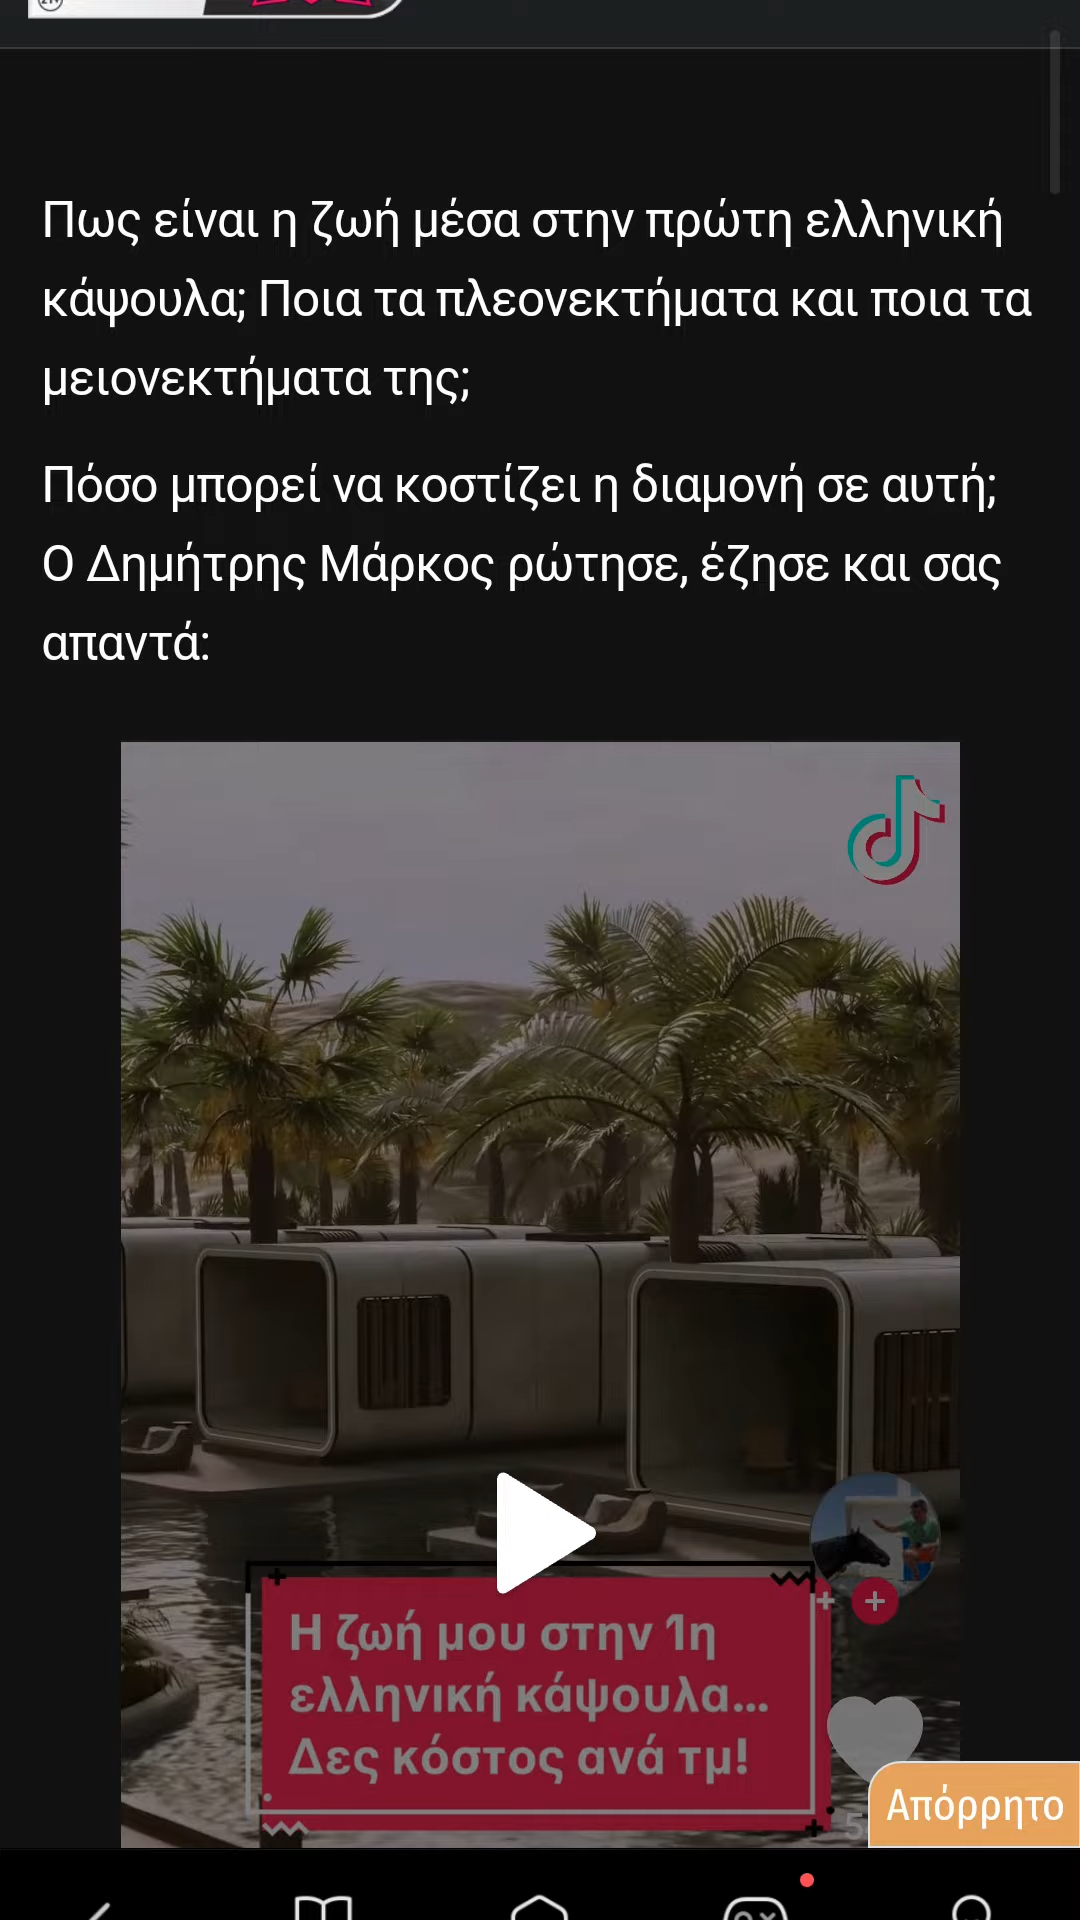 Πως είναι η ζωή μέσα στην πρώτη ελληνική
κάψουλα; Ποια τα πλεονεκτήματα και ποια τα
μειονεκτήματα της;
Πόσο μπορεί να κοστίζει η διαμονή σε αυτή;
Ο Δημήτρης Μάρκος ρώτησε, έζησε και σας
απαντά:
Η ζωή μου στην 1η
ελληνική κάψουλα...
Δες κόστος ανά τμ!
Απόρρητο